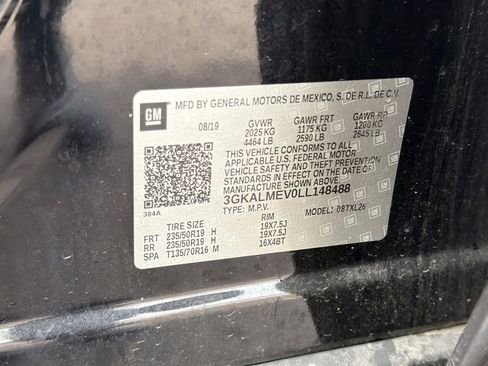 GM
MFD BY GENERAL MOTORS DE MEXICO, S. DE R.L. DE C.V
08/19 GVWR GAWR FRT GAWR RR
2025 KG 1175 KG 1200 KG
4464 LB 2590 LB 2645 LB
THIS VEHICLE CONFORMS TO ALL
APPLICABLE U.S. FEDERAL MOTOR
VEHICLE SAFETY, BUMPER, AND THEFT
PREVENTION STANDARDS IN EFFECT ON
THE DATE OF MANUFACTURE SHOWN ABOVE.
3GKALMEV0LL148488
384A TYPE: M.P.V. MODEL: 08TXL26
TIRE SIZE RIM
FRT 235/50R19 H 19X7.5J
RR 235/50R19 H 19X7.5J
SPA T135/70R16 M 16X4BT